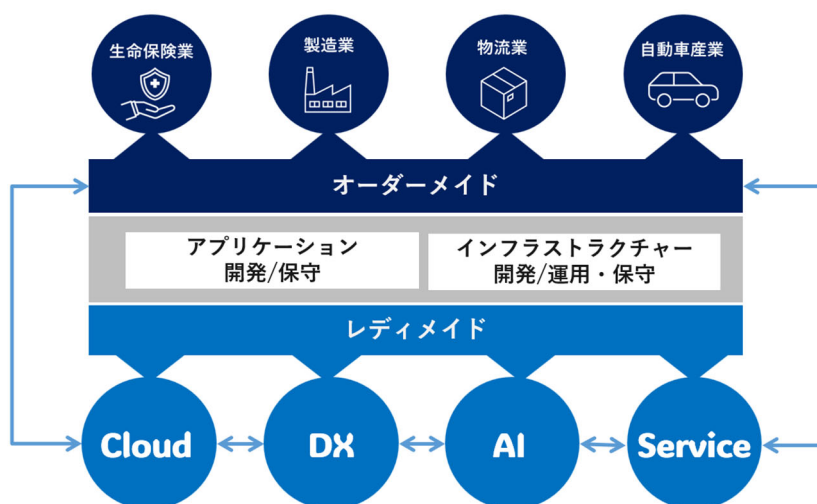 生命保険業
製造業
物流業
自動車産業
オーダーメイド
アプリケーション
開発/保守
インフラストラクチャー
開発/運用・保守
レディメイド
Cloud
DX
AI
Service